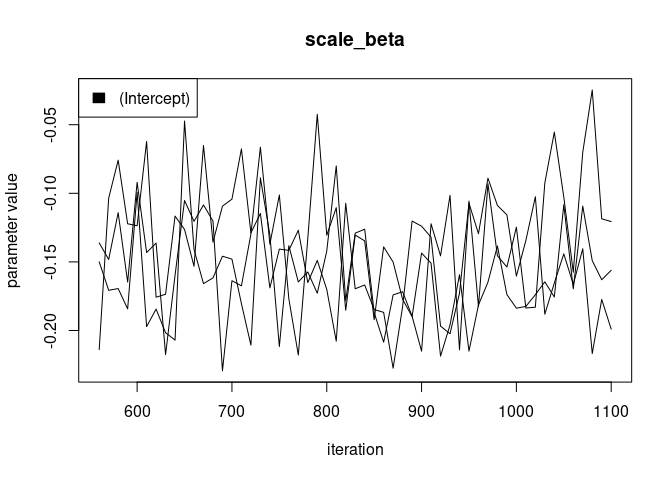 scale_beta
(Intercept)
parameter value
-0.05
-0.10
-0.15
-0.20
600 700 800 900 1000 1100
iteration